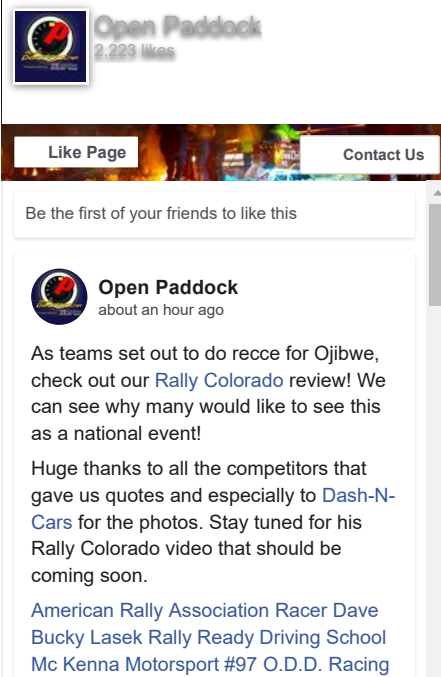 Open Paddock
2,223 likes
Like Page
Contact Us
Be the first of your friends to like this
Open Paddock
about an hour ago
As teams set out to do recce for Ojibwe,
check out our Rally Colorado review! We
can see why many would like to see this
as a national event!
Huge thanks to all the competitors that
gave us quotes and especially to Dash-N-
Cars for the photos. Stay tuned for his
Rally Colorado video that should be
coming soon.
American Rally Association Racer Dave
Bucky Lasek Rally Ready Driving School
Mc Kenna Motorsport #97 O.D.D. Racing